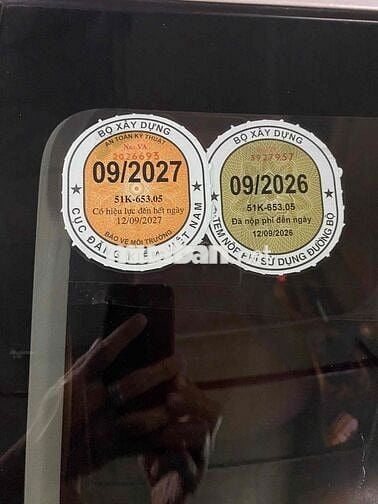 BỘ XÂY DỰNG
AN TOÀN KỸ THUẬT
No: VA
2026693
09/2027
51K-653.05
Có hiệu lực đến hết ngày
12/09/2027
BẢO VỆ MÔI TRƯỜNG
CỤC ĐĂNG VIỆT NAM
BỘ XÂY DỰNG
5927957
09/2026
51K-653.05
Đã nộp phí đến ngày
12/09/2026
TEM NỘP PHÍ SỬ DỤNG ĐƯỜNG BỘ